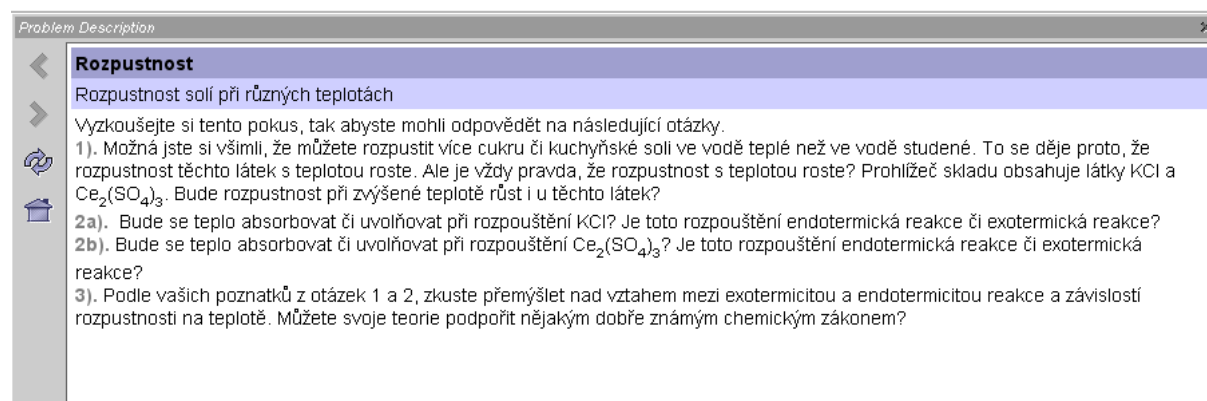 Problem Description
Rozpustnost
Rozpustnost solí při různých teplotách
Vyzkoušejte si tento pokus, tak abyste mohli odpovědět na následující otázky.
1). Možná jste si všimli, že můžete rozpustit více cukru či kuchyňské soli ve vodě teplé než ve vodě studené. To se děje proto, že
rozpustnost těchto látek s teplotou roste. Ale je vždy pravda, že rozpustnost s teplotou roste? Prohlížeč skladu obsahuje látky KCl a
Ce₂(SO₄)₃. Bude rozpustnost při zvýšené teplotě růst i u těchto látek?
2a). Bude se teplo absorbovat či uvolňovat při rozpouštění KCl? Je toto rozpouštění endotermická reakce či exotermická reakce?
2b). Bude se teplo absorbovat či uvolňovat při rozpouštění Ce₂(SO₄)₃? Je toto rozpouštění endotermická reakce či exotermická
reakce?
3). Podle vašich poznatků z otázek 1 a 2, zkuste přemýšlet nad vztahem mezi exotermicitou a endotermicitou reakce a závislostí
rozpustnosti na teplotě. Můžete svoje teorie podpořit nějakým dobře známým chemickým zákonem?